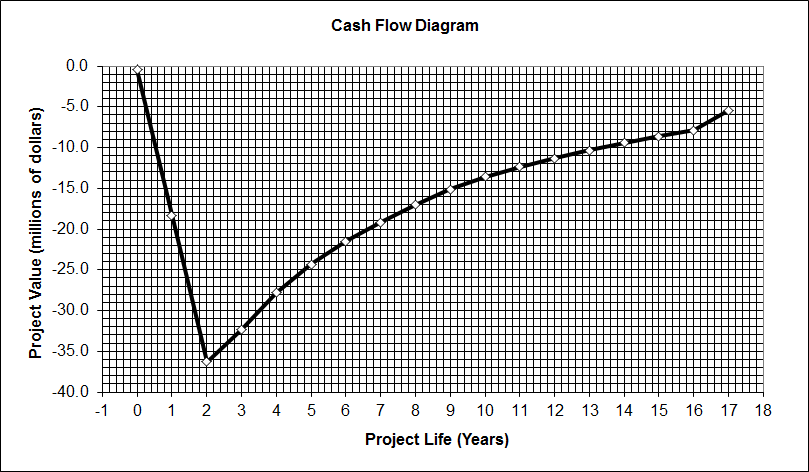 Cash Flow Diagram
Project Value (millions of dollars)
0.0
-5.0
-10.0
-15.0
-20.0
-25.0
-30.0
-35.0
-40.0
-1 0 1 2 3 4 5 6 7 8 9 10 11 12 13 14 15 16 17 18
Project Life (Years)